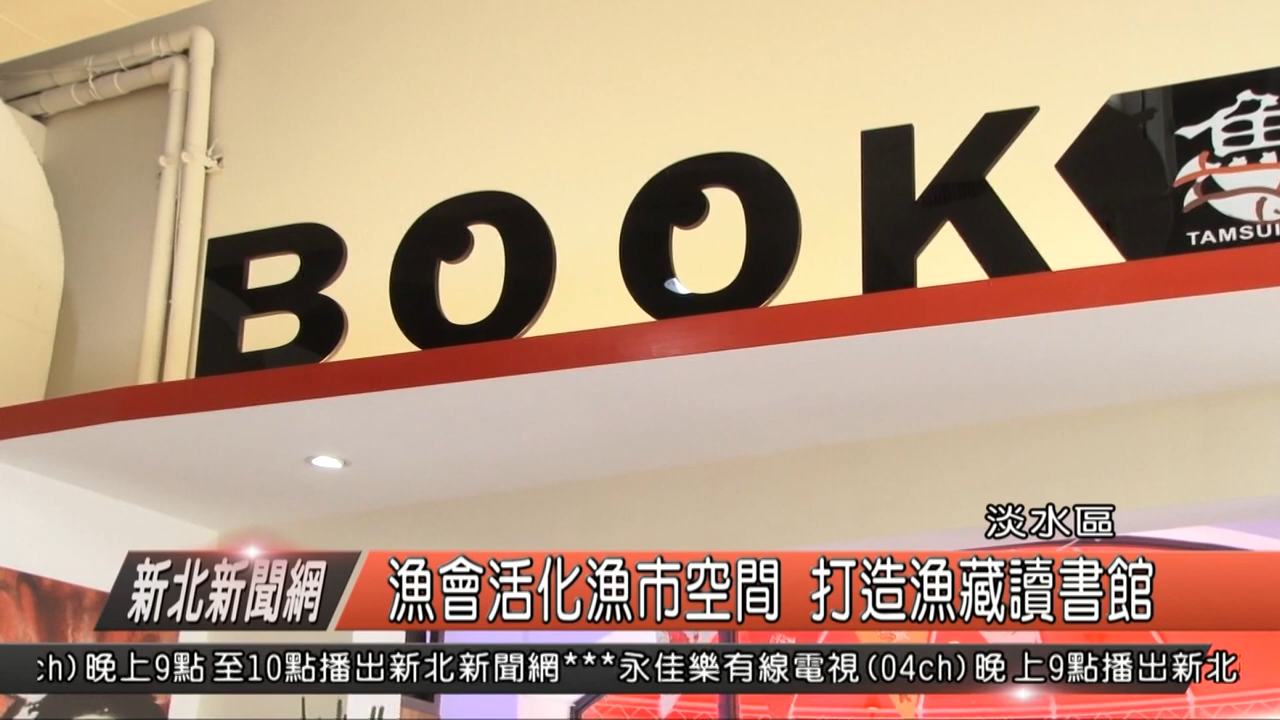 BOOK
TAMSUI
淡水區
新北新聞網
漁會活化漁市空間 打造漁藏讀書館
ch)晚上9點至10點播出新北新聞網***永佳樂有線電視(04ch)晚上9點播出新北